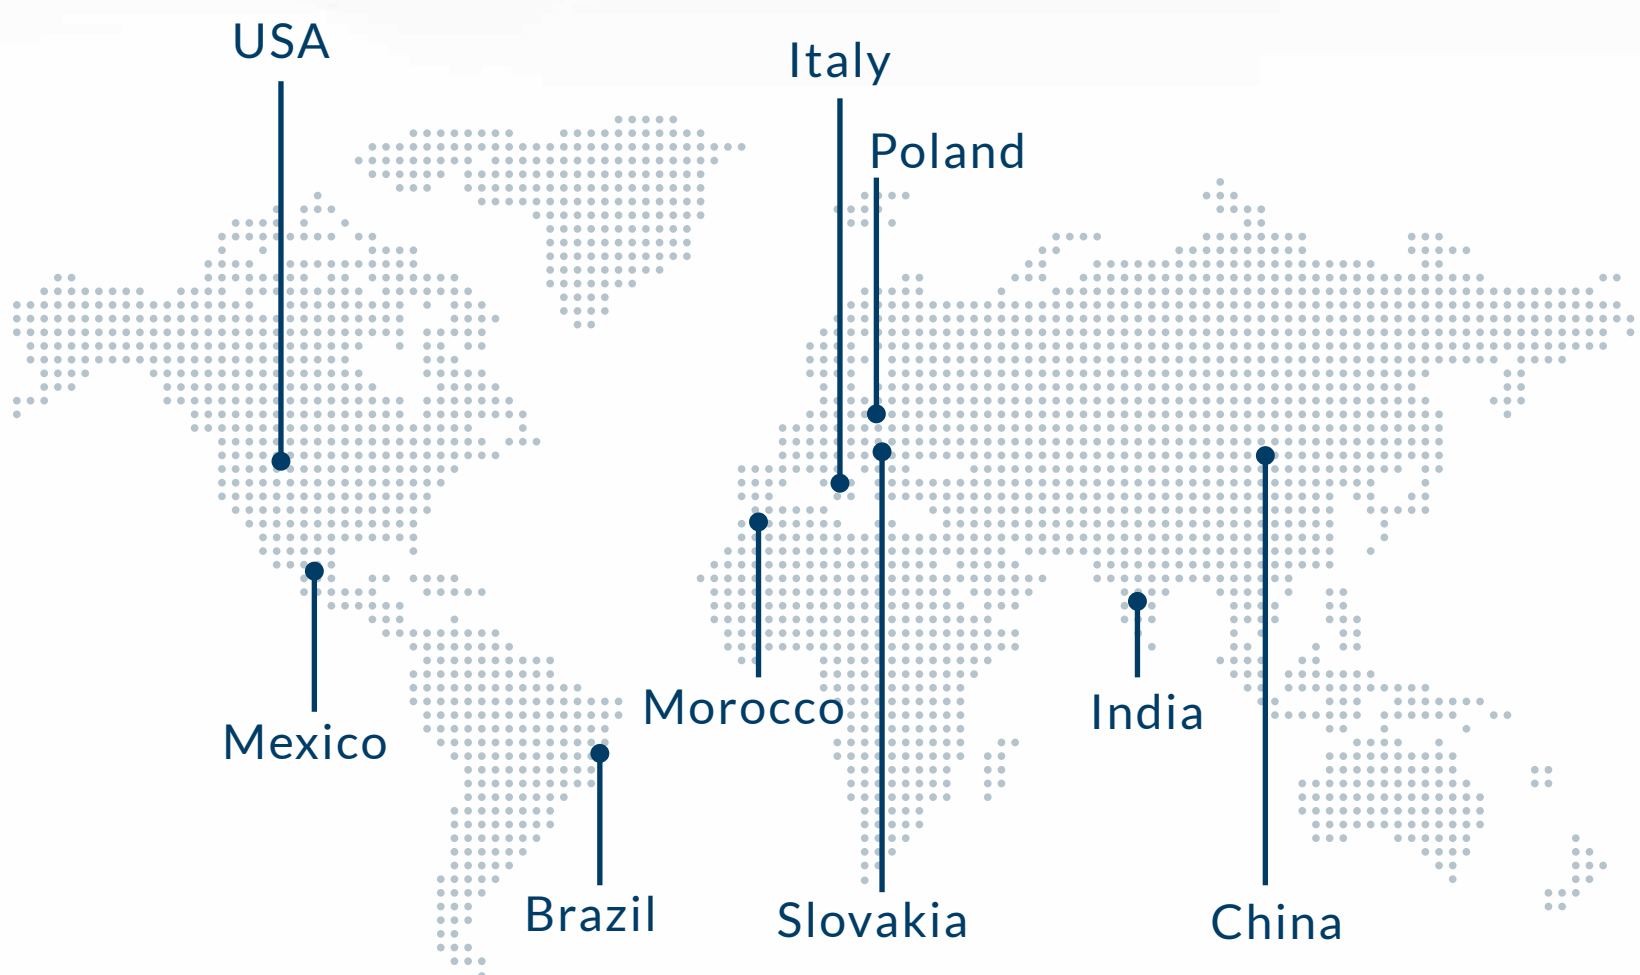 USA
Italy
Poland
Morocco
India
Mexico
Brazil
Slovakia
China